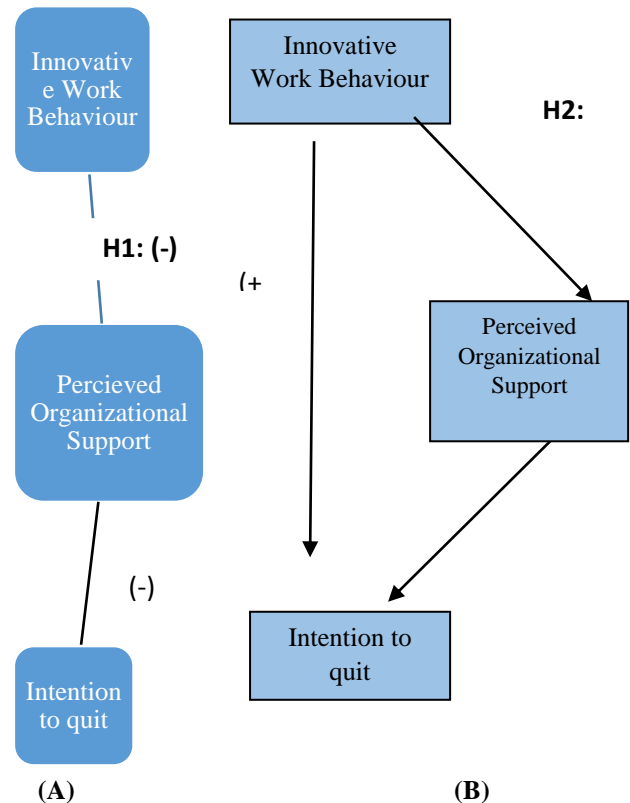 Innovativ
e Work
Behaviour
H1: (-)
Percieved
Organizational
Support
(-)
Intention
to quit
(A)
Innovative
Work Behaviour
H2:
(+
Perceived
Organizational
Support
Intention to
quit
(B)